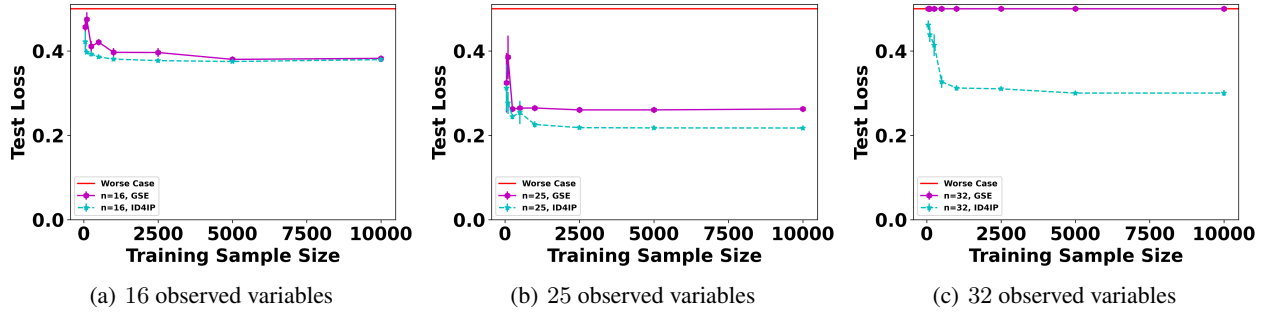 Test Loss
0.4
0.2
0.0
Worse Case
n=16, GSE
n=16, ID4IP
0 2500 5000 7500 10000
Training Sample Size
(a) 16 observed variables
Test Loss
0.4
0.2
0.0
Worse Case
n=25, GSE
n=25, ID4IP
0 2500 5000 7500 10000
Training Sample Size
(b) 25 observed variables
Test Loss
0.4
0.2
0.0
Worse Case
n=32, GSE
n=32, ID4IP
0 2500 5000 7500 10000
Training Sample Size
(c) 32 observed variables